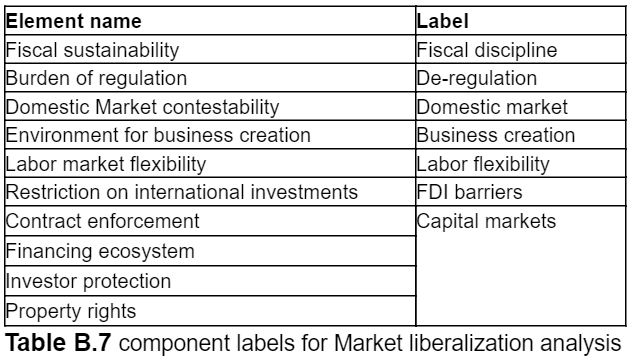 Element name Label
Fiscal sustainability Fiscal discipline
Burden of regulation De-regulation
Domestic Market contestability Domestic market
Environment for business creation Business creation
Labor market flexibility Labor flexibility
Restriction on international investments FDI barriers
Contract enforcement Capital markets
Financing ecosystem
Investor protection
Property rights
Table B.7 component labels for Market liberalization analysis